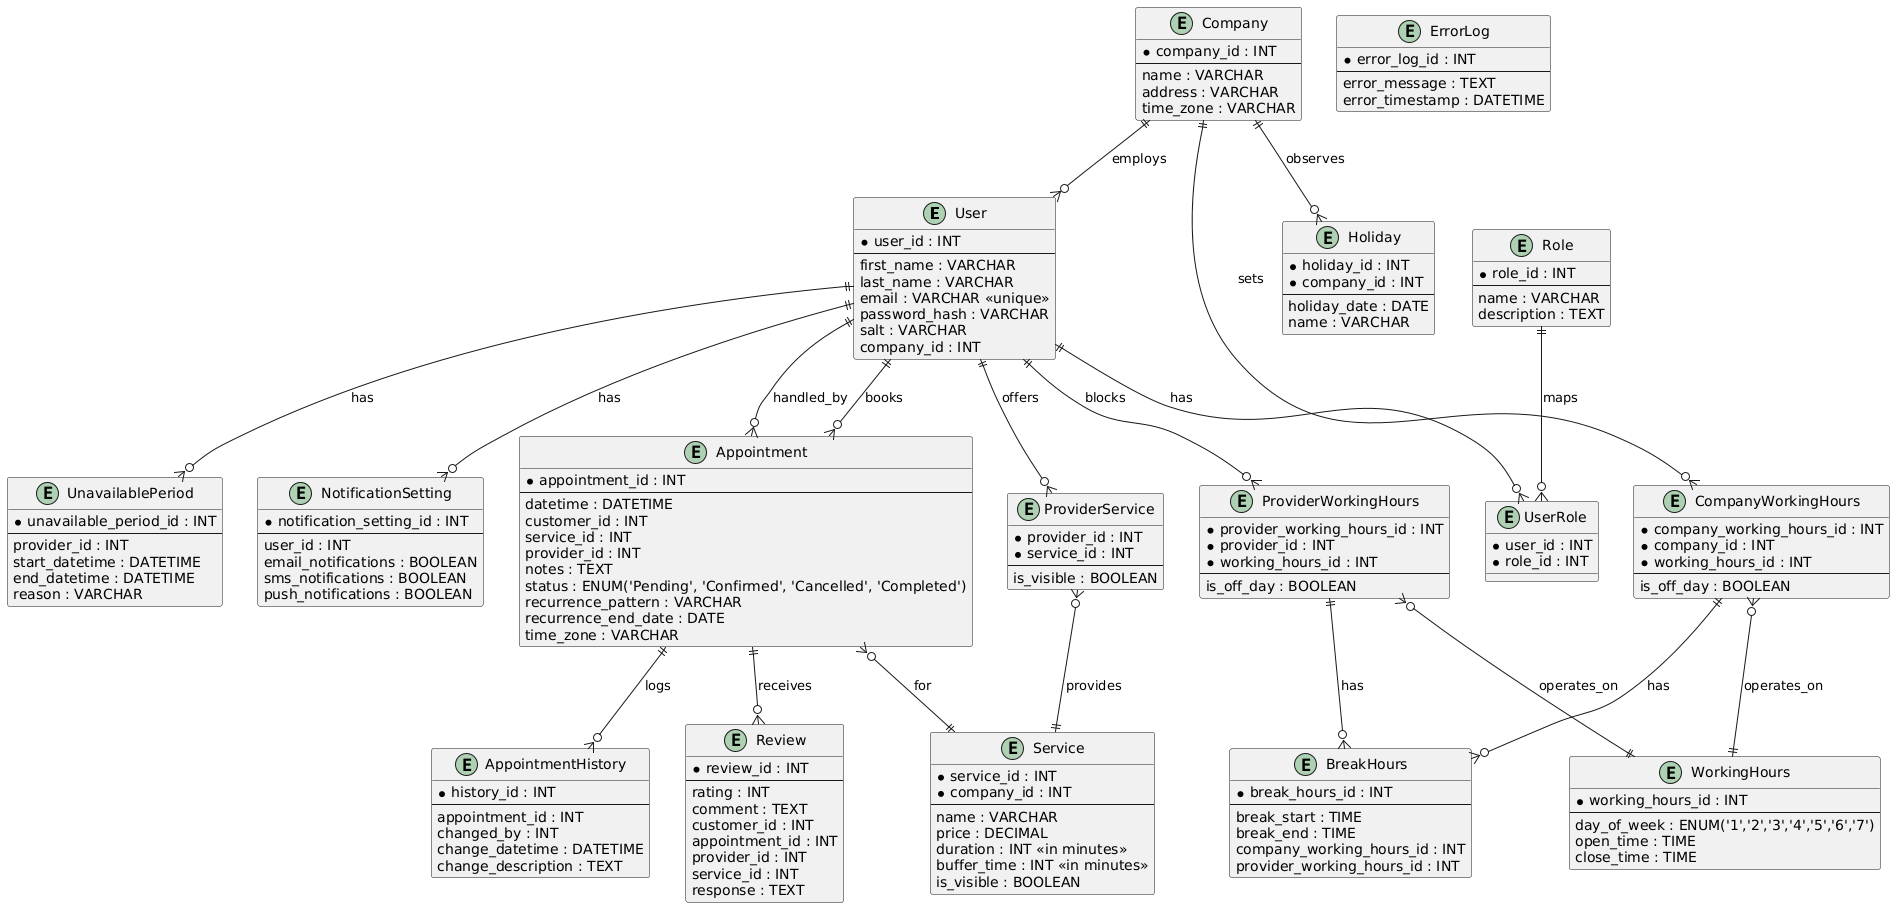 E Company
* company_id : INT
name : VARCHAR
address : VARCHAR
time_zone : VARCHAR
E ErrorLog
* error_log_id : INT
error_message : TEXT
error_timestamp : DATETIME
employs
observes
sets
E User
* user_id : INT
first_name : VARCHAR
last_name : VARCHAR
email : VARCHAR «unique»
password_hash : VARCHAR
salt : VARCHAR
company_id : INT
E Holiday
* holiday_id : INT
* company_id : INT
holiday_date : DATE
name : VARCHAR
E Role
* role_id : INT
name : VARCHAR
description : TEXT
has
has
handled_by
books
offers
blocks
has
maps
E UnavailablePeriod
* unavailable_period_id : INT
provider_id : INT
start_datetime : DATETIME
end_datetime : DATETIME
reason : VARCHAR
E NotificationSetting
* notification_setting_id : INT
user_id : INT
email_notifications : BOOLEAN
sms_notifications : BOOLEAN
push_notifications : BOOLEAN
E Appointment
* appointment_id : INT
datetime : DATETIME
customer_id : INT
service_id : INT
provider_id : INT
notes : TEXT
status : ENUM('Pending', 'Confirmed', 'Cancelled', 'Completed')
recurrence_pattern : VARCHAR
recurrence_end_date : DATE
time_zone : VARCHAR
E ProviderService
* provider_id : INT
* service_id : INT
is_visible : BOOLEAN
E ProviderWorkingHours
* provider_working_hours_id : INT
* provider_id : INT
* working_hours_id : INT
is_off_day : BOOLEAN
E UserRole
* user_id : INT
* role_id : INT
E CompanyWorkingHours
* company_working_hours_id : INT
* company_id : INT
* working_hours_id : INT
is_off_day : BOOLEAN
logs
receives
for
provides
has
operates_on
has
operates_on
E AppointmentHistory
* history_id : INT
appointment_id : INT
changed_by : INT
change_datetime : DATETIME
change_description : TEXT
E Review
* review_id : INT
rating : INT
comment : TEXT
customer_id : INT
appointment_id : INT
provider_id : INT
service_id : INT
response : TEXT
E Service
* service_id : INT
* company_id : INT
name : VARCHAR
price : DECIMAL
duration : INT «in minutes»
buffer_time : INT «in minutes»
is_visible : BOOLEAN
E BreakHours
* break_hours_id : INT
break_start : TIME
break_end : TIME
company_working_hours_id : INT
provider_working_hours_id : INT
E WorkingHours
* working_hours_id : INT
day_of_week : ENUM('1','2','3','4','5','6','7')
open_time : TIME
close_time : TIME